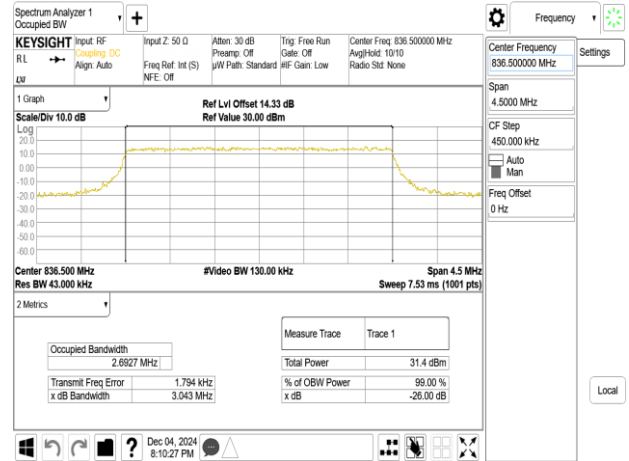 Spectrum Analyzer 1
Occupied BW
KEYSIGHT
RL
Input: RF
Coupling: DC
Align: Auto
Input Z: 50 Ω
Freq Ref: Int (S)
NFE: Off
Atten: 30 dB
Preamp: Off
µW Path: Standard
Trig: Free Run
Gate: Off
#IF Gain: Low
Center Freq: 836.500000 MHz
Avg|Hold: 10/10
Radio Std: None
1 Graph
Scale/Div 10.0 dB
Ref Lvl Offset 14.33 dB
Ref Value 30.00 dBm
Log
20.0
10.0
0.00
-10.0
-20.0
-30.0
-40.0
-50.0
-60.0
Center 836.500 MHz
#Video BW 130.00 kHz
Span 4.5 MHz
Res BW 43.000 kHz
Sweep 7.53 ms (1001 pts)
2 Metrics
Measure Trace
Trace 1
Occupied Bandwidth
2.6927 MHz
Total Power
31.4 dBm
Transmit Freq Error
1.794 kHz
% of OBW Power
99.00 %
x dB Bandwidth
3.043 MHz
x dB
-26.00 dB
Dec 04, 2024
8:10:27 PM
Frequency
Settings
Center Frequency
836.500000 MHz
Span
4.5000 MHz
CF Step
450.000 kHz
Auto
Man
Freq Offset
0 Hz
Local